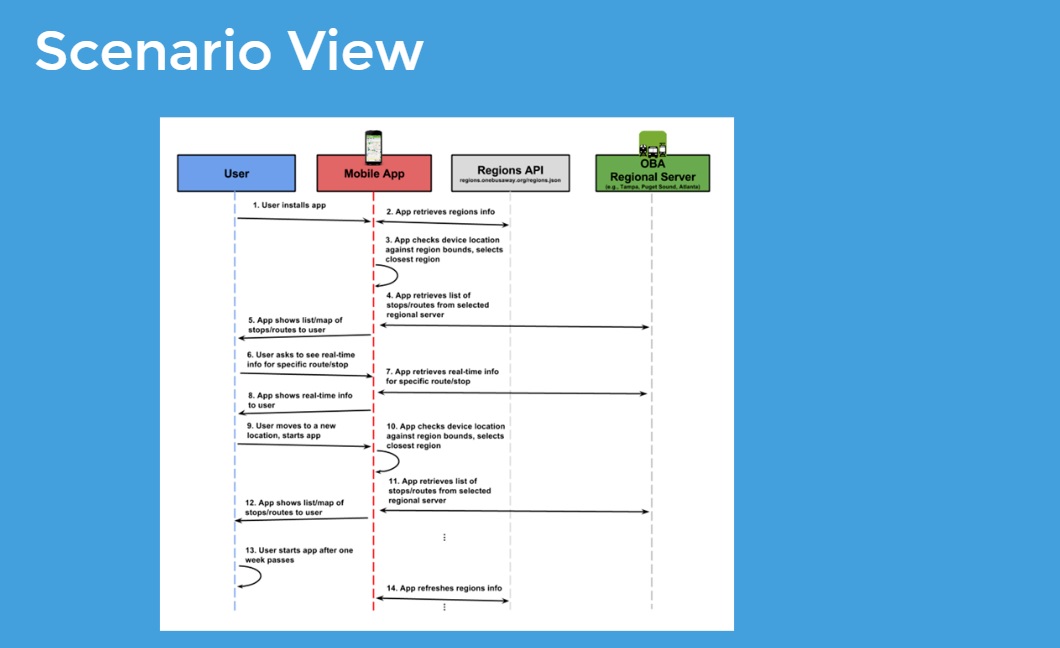 Scenario View
User
Mobile App
Regions API
regions.onebusaway.org/regions.json
OBA
Regional Server
(e.g., Tampa, Puget Sound, Atlanta)
1. User installs app
2. App retrieves regions info
3. App checks device location
against region bounds, selects
closest region
4. App retrieves list of
stops/routes from selected
regional server
5. App shows list/map of
stops/routes to user
6. User asks to see real-time
info for specific route/stop
7. App retrieves real-time info
for specific route/stop
8. App shows real-time info
to user
9. User moves to a new
location, starts app
10. App checks device location
against region bounds, selects
closest region
11. App retrieves list of
stops/routes from selected
regional server
12. App shows list/map of
stops/routes to user
13. User starts app after one
week passes
14. App refreshes regions info